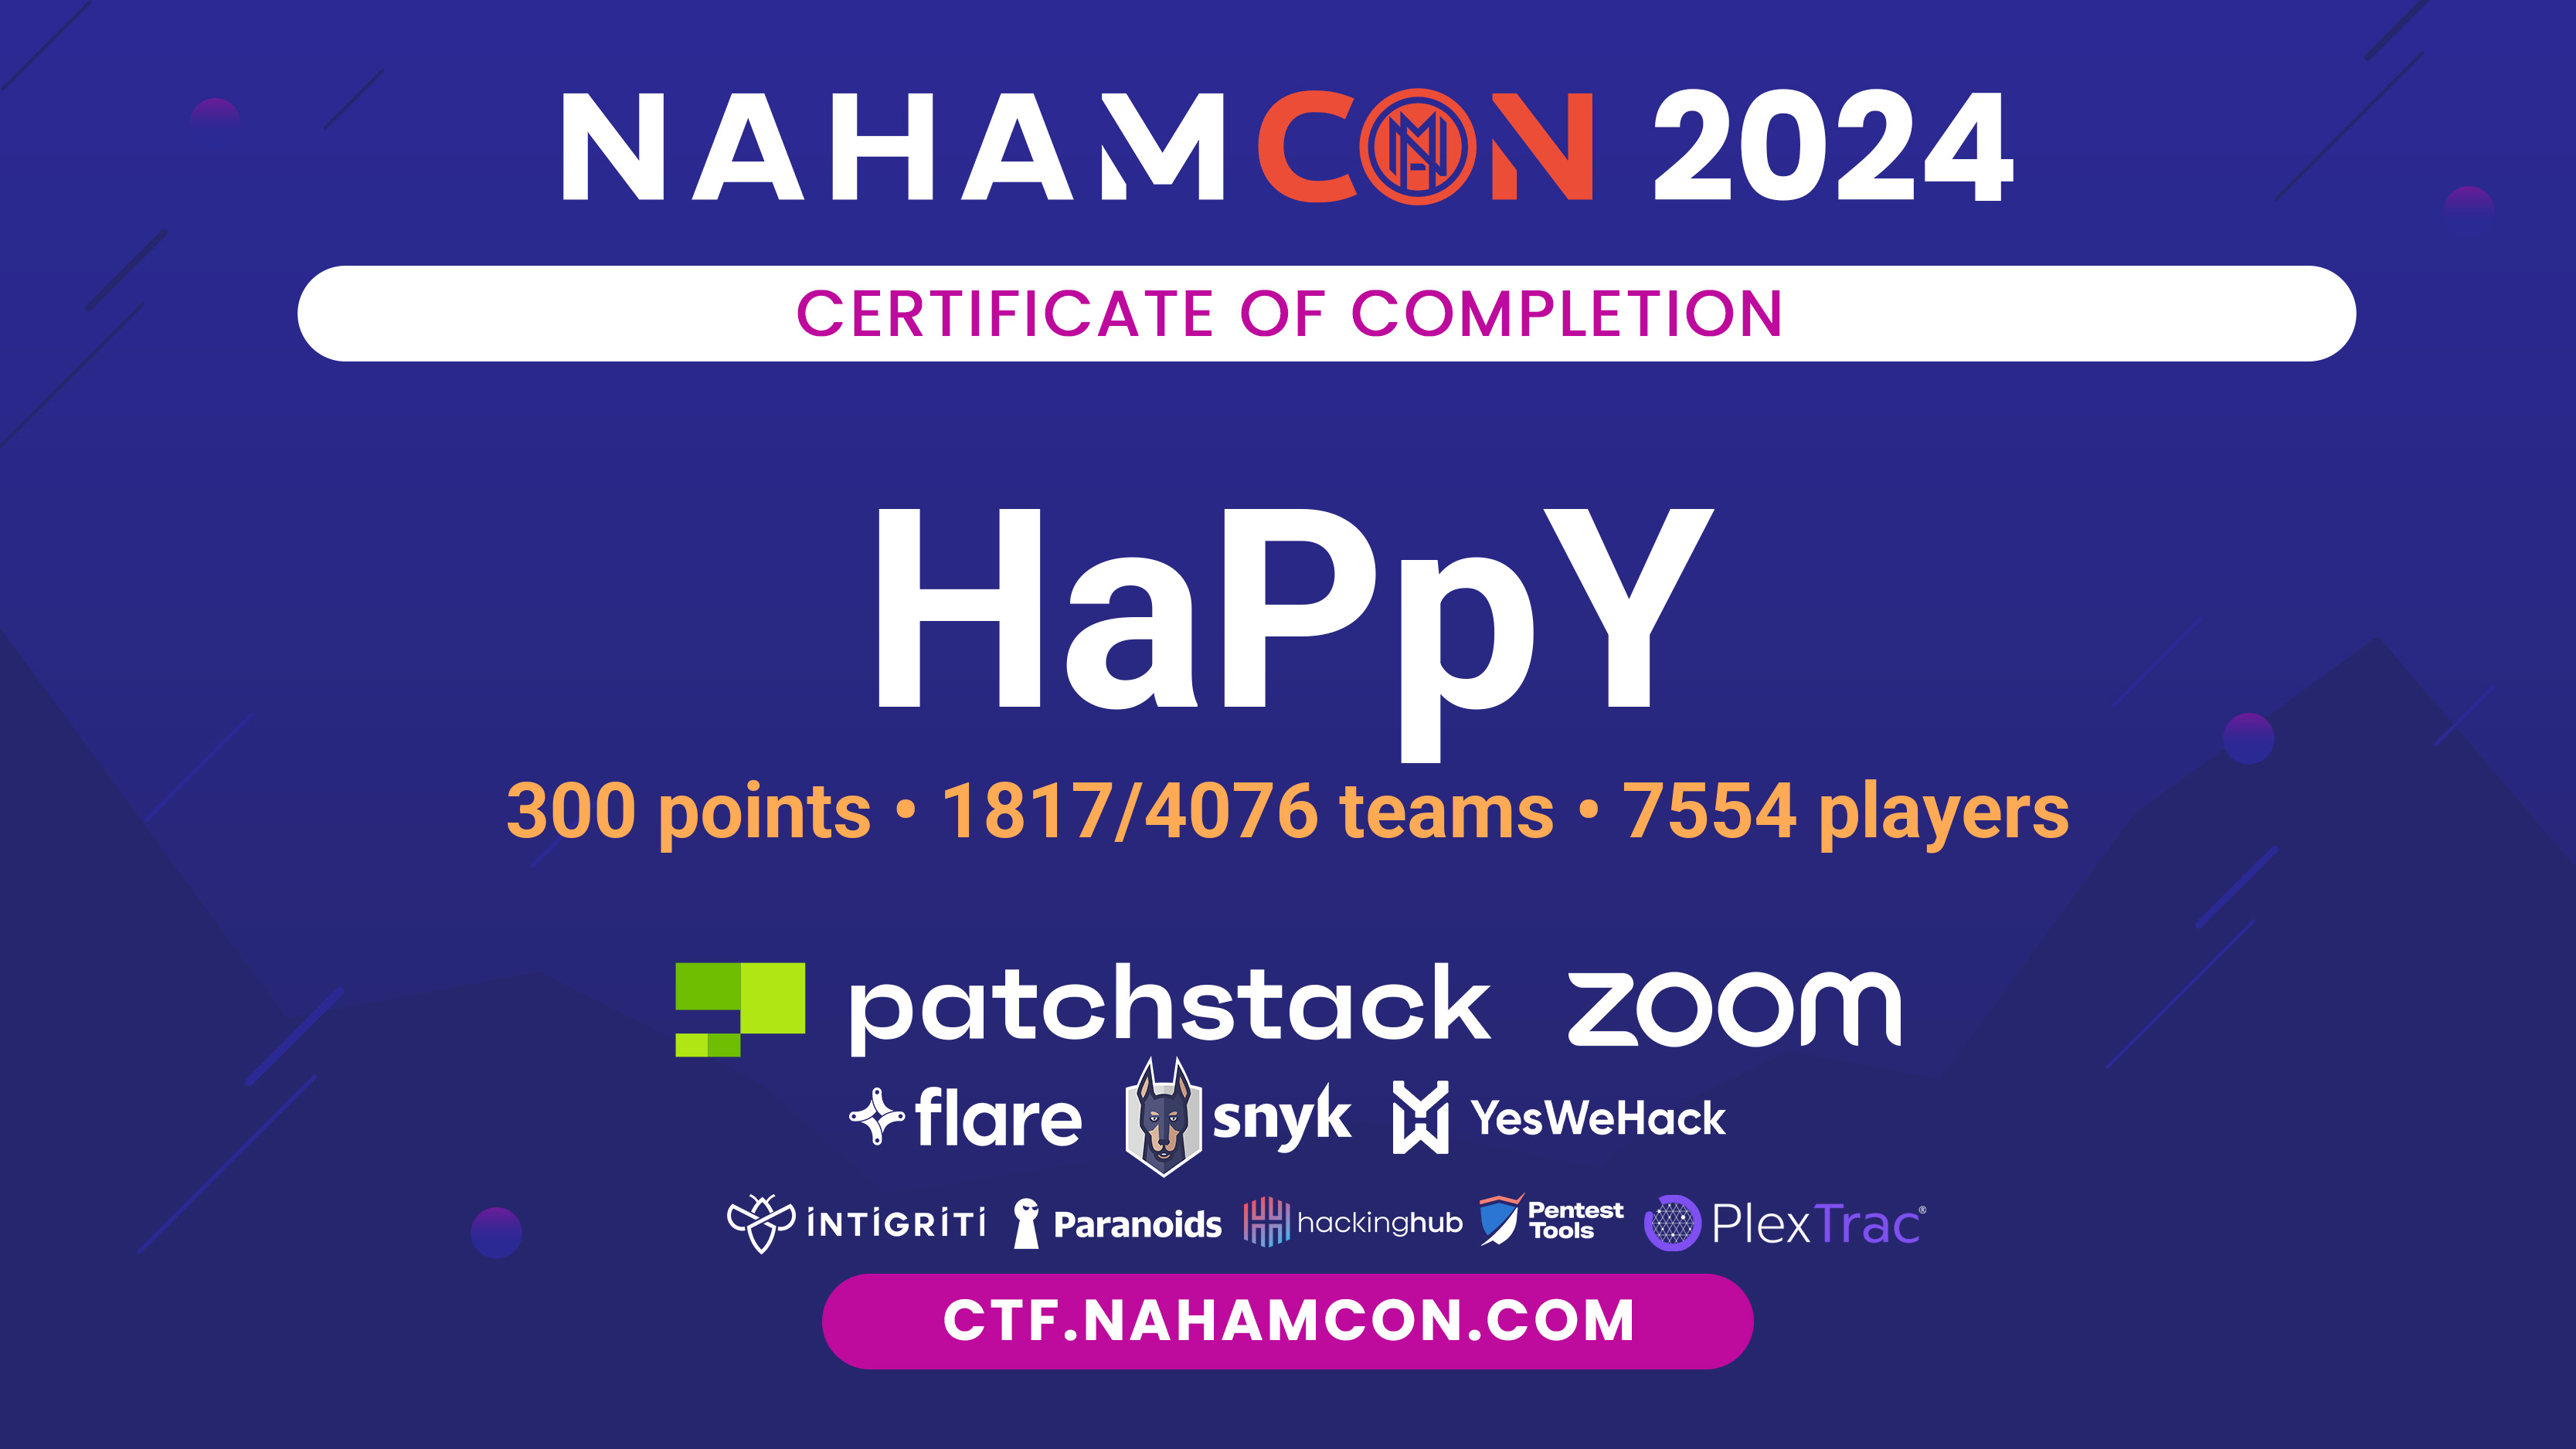 NAHAMCON 2024
CERTIFICATE OF COMPLETION
HaPpY
300 points • 1817/4076 teams • 7554 players
patchstack zoom
flare snyk YesWeHack
INTIGRITI Paranoids hackinghub Pentest Tools PlexTrac®
CTF.NAHAMCON.COM